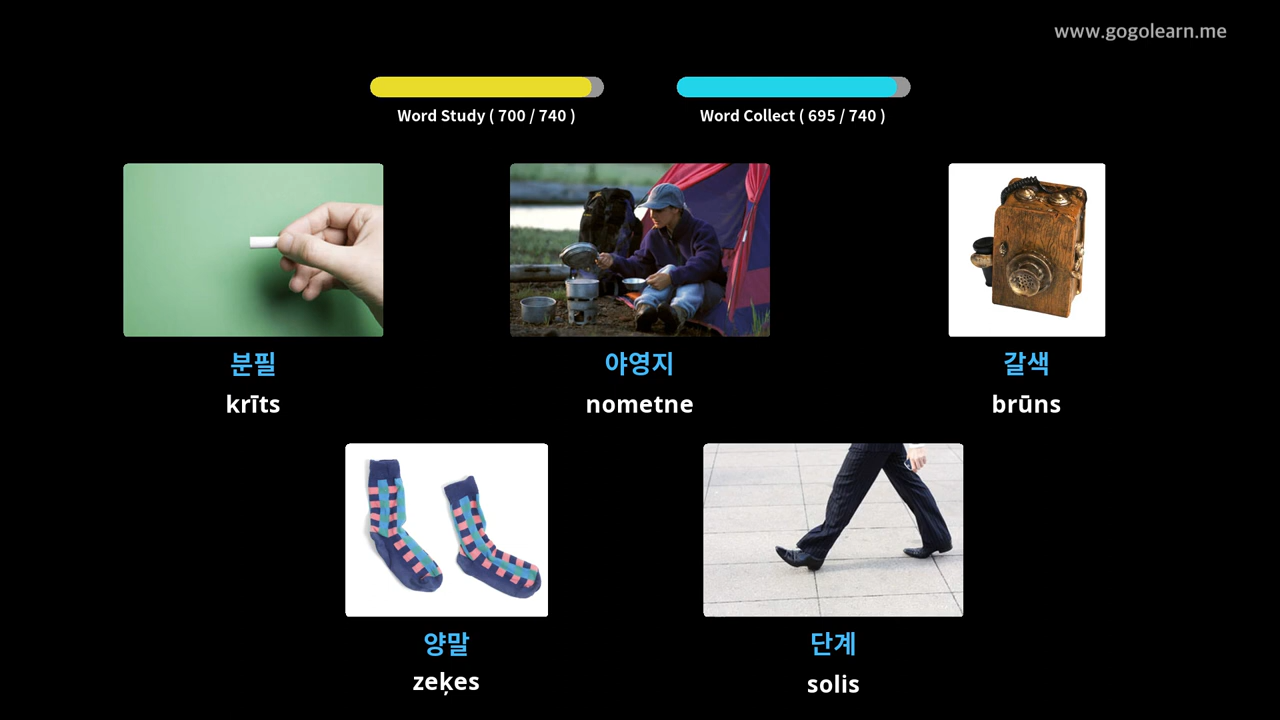 www.gogolearn.me
Word Study ( 700 / 740 )
Word Collect ( 695 / 740 )
분필
krīts
야영지
nometne
갈색
brūns
양말
zeķes
단계
solis